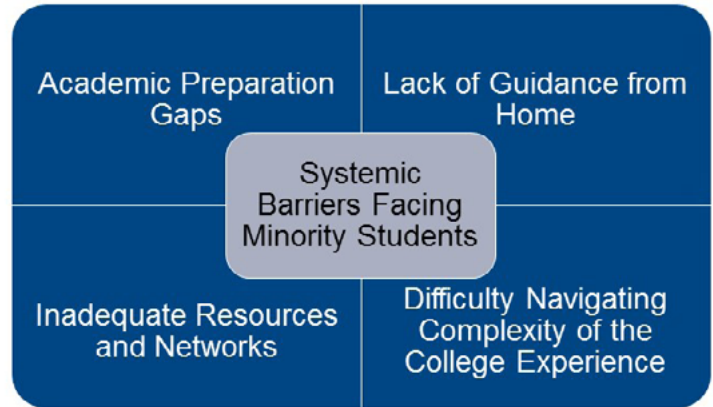 Academic Preparation
Gaps
Lack of Guidance from
Home
Systemic
Barriers Facing
Minority Students
Inadequate Resources
and Networks
Difficulty Navigating
Complexity of the
College Experience